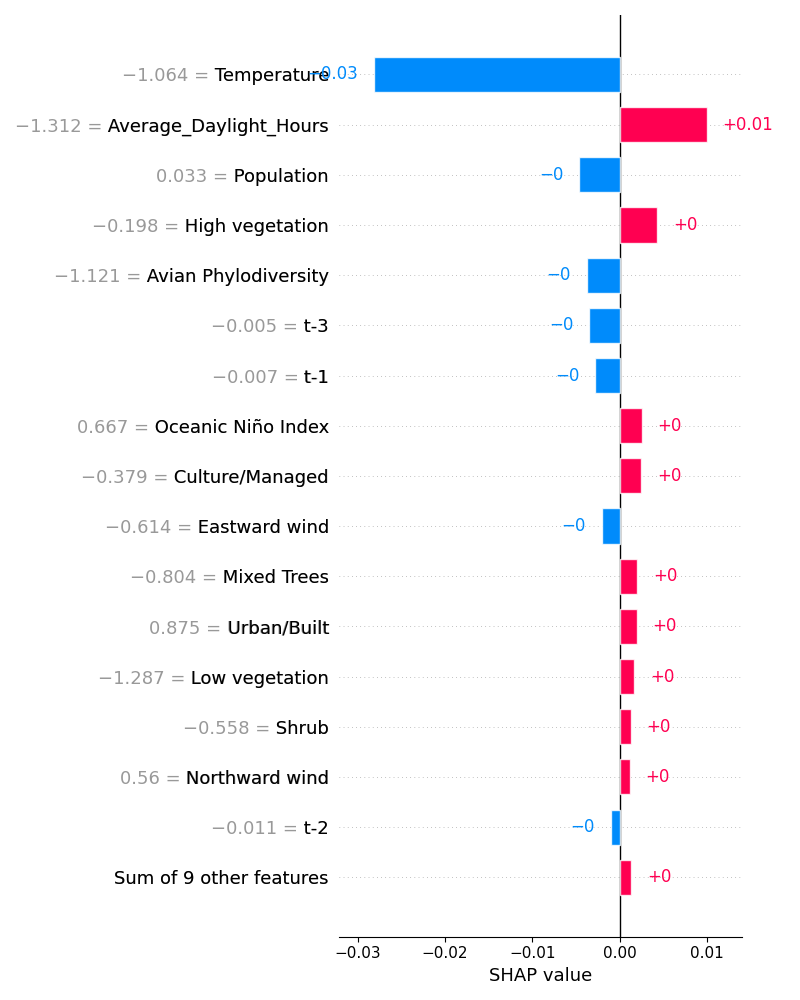 −1.064 = Temperature −0.03
−1.312 = Average_Daylight_Hours +0.01
0.033 = Population −0
−0.198 = High vegetation +0
−1.121 = Avian Phylodiversity −0
−0.005 = t-3 −0
−0.007 = t-1 −0
0.667 = Oceanic Niño Index +0
−0.379 = Culture/Managed +0
−0.614 = Eastward wind −0
−0.804 = Mixed Trees +0
0.875 = Urban/Built +0
−1.287 = Low vegetation +0
−0.558 = Shrub +0
0.56 = Northward wind +0
−0.011 = t-2 −0
Sum of 9 other features +0
−0.03 −0.02 −0.01 0.00 0.01
SHAP value